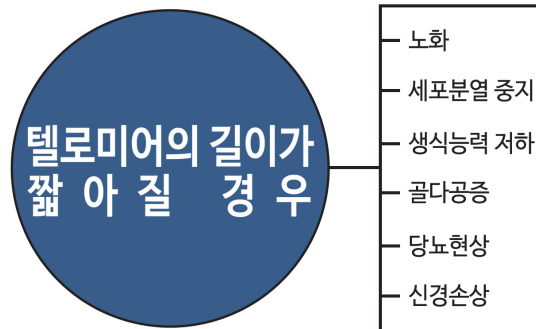 텔로미어의 길이가
짧아질 경우
노화
세포분열 중지
생식능력 저하
골다공증
당뇨현상
신경손상